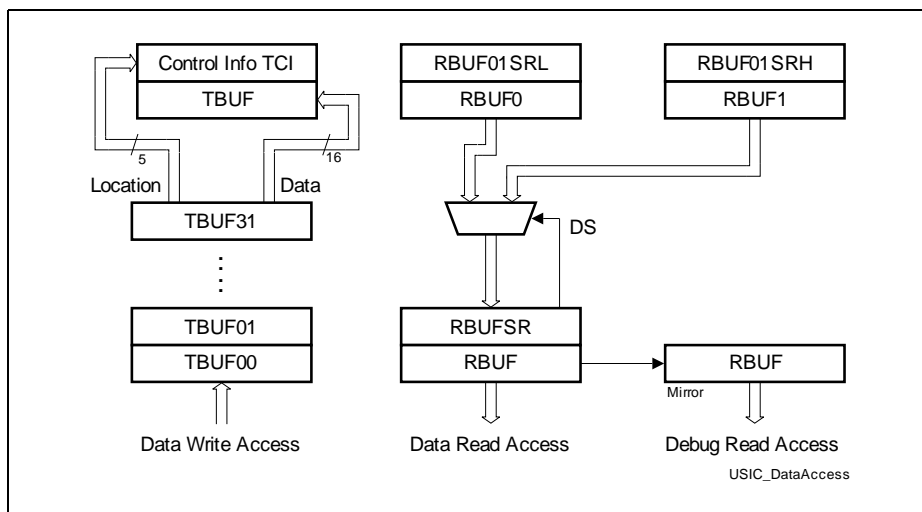 Control Info TCI
TBUF
5
16
Location
Data
TBUF31
TBUF01
TBUF00
Data Write Access
RBUF01SRL
RBUF0
RBUF01SRH
RBUF1
DS
RBUFSR
RBUF
Mirror
RBUF
Data Read Access
Debug Read Access
USIC_DataAccess